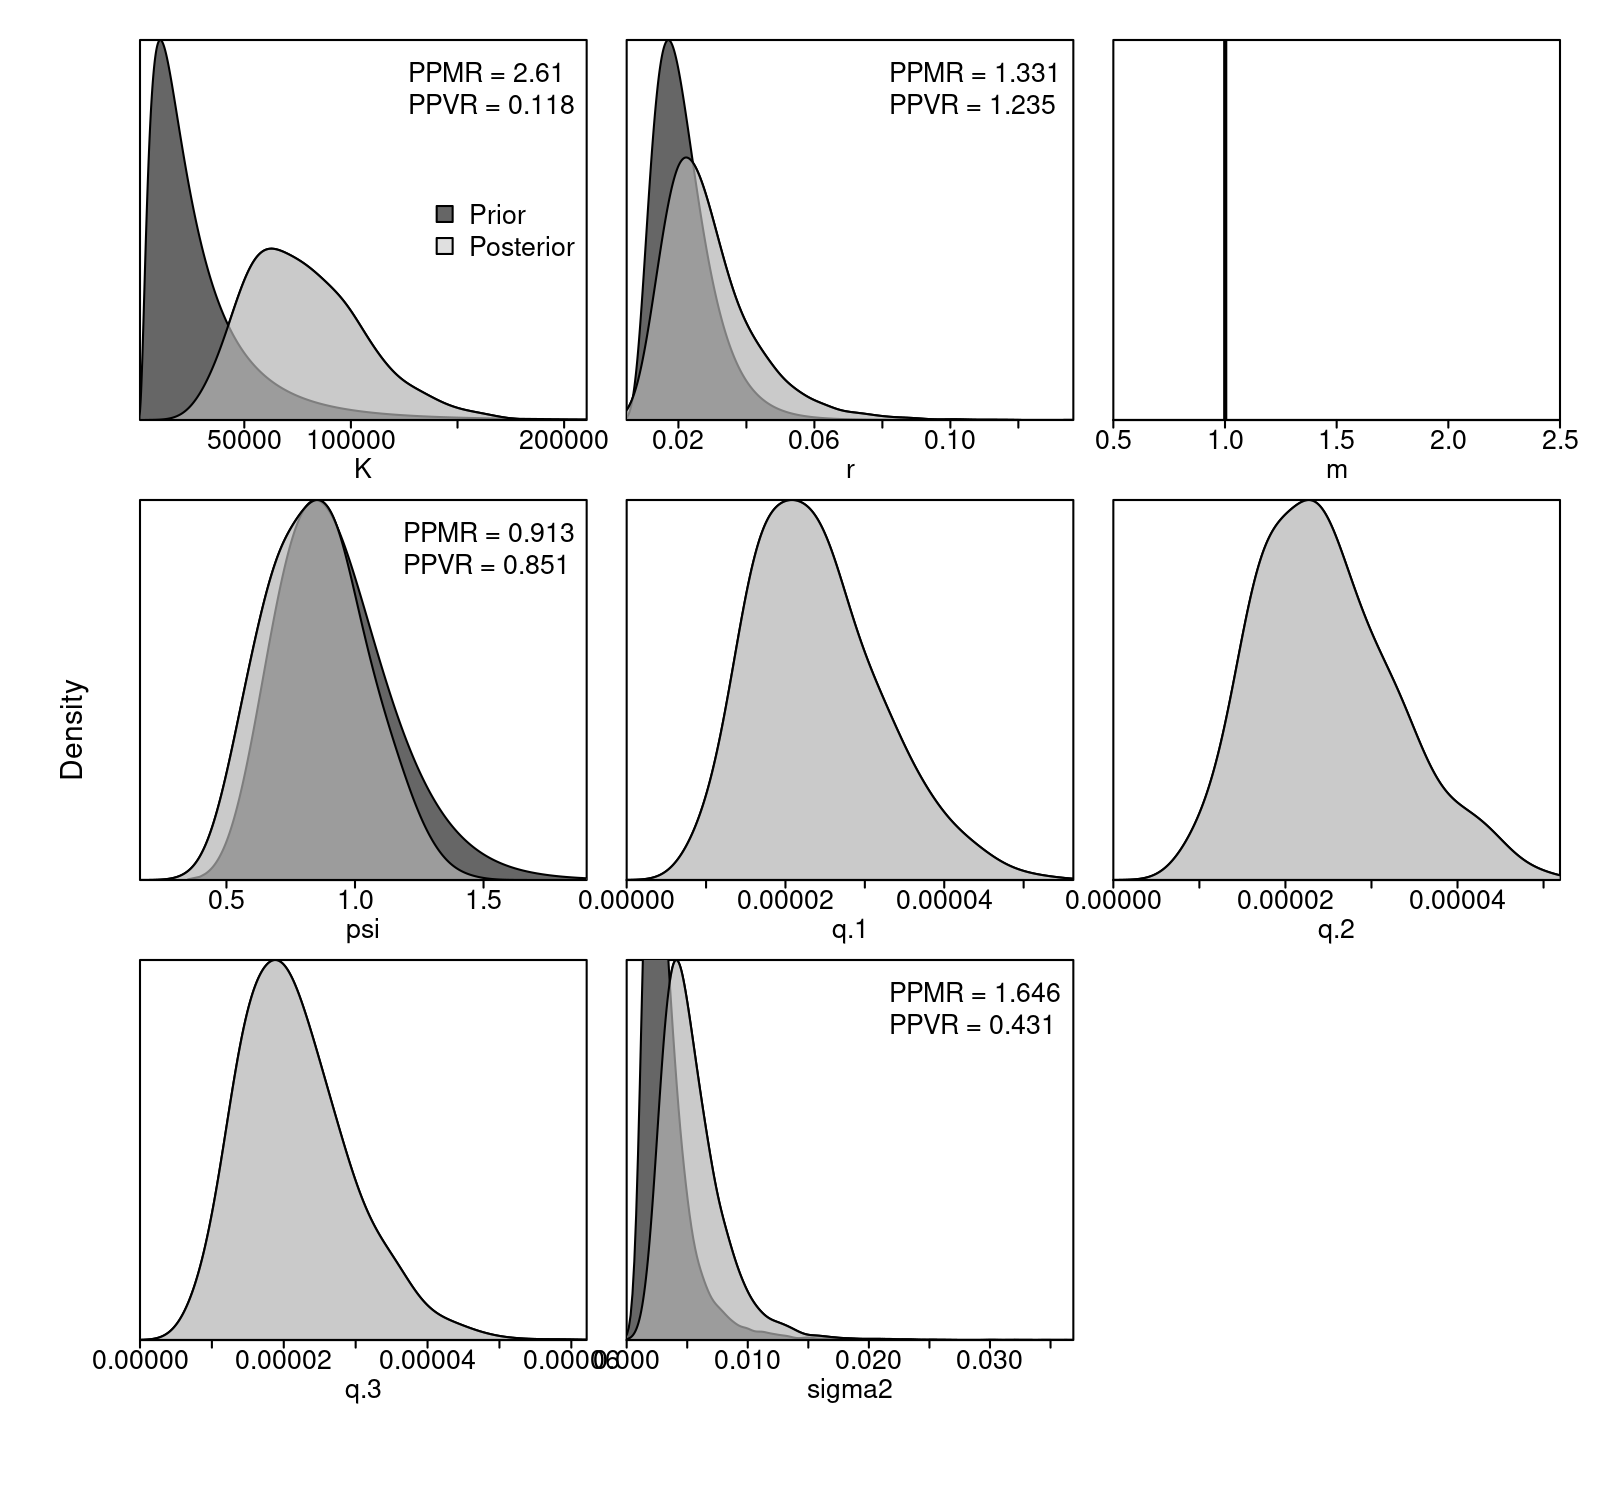 PPMR = 2.61
PPVR = 0.118
Prior
Posterior
50000 100000 200000
K
PPMR = 1.331
PPVR = 1.235
0.02 0.06 0.10
r
0.5 1.0 1.5 2.0 2.5
m
Density
PPMR = 0.913
PPVR = 0.851
0.5 1.0 1.5
psi
0.00000 0.00002 0.00004
q.1
0.00000 0.00002 0.00004
q.2
0.00000 0.00002 0.00004 0.00006
q.3
PPMR = 1.646
PPVR = 0.431
0.000 0.010 0.020 0.030
sigma2